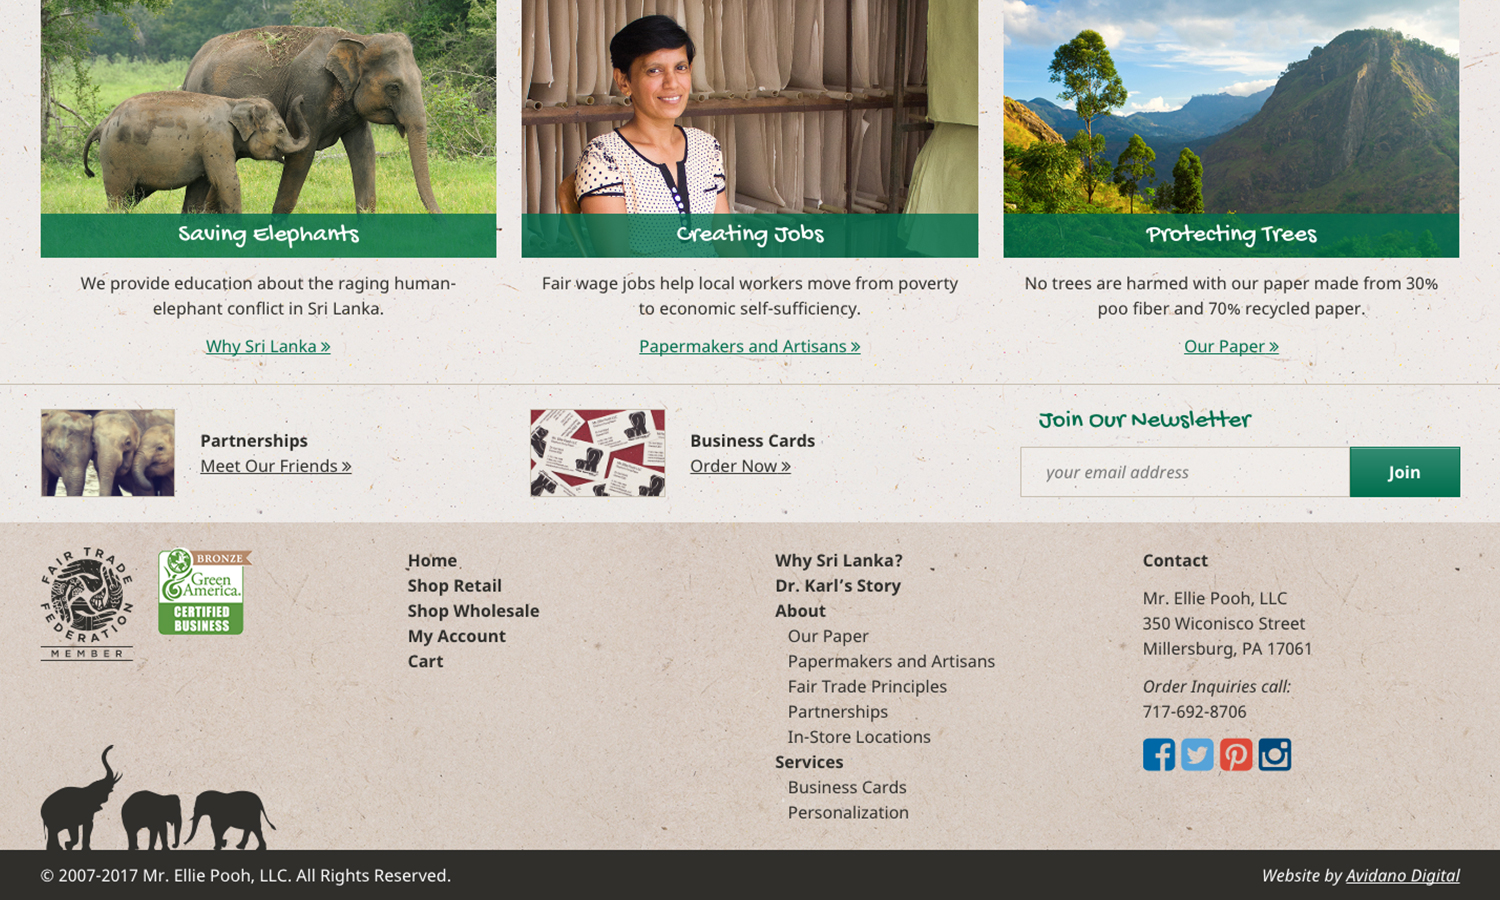 Saving Elephants
We provide education about the raging human-
elephant conflict in Sri Lanka.
Why Sri Lanka »
Creating Jobs
Fair wage jobs help local workers move from poverty
to economic self-sufficiency.
Papermakers and Artisans »
Protecting Trees
No trees are harmed with our paper made from 30%
poo fiber and 70% recycled paper.
Our Paper »
Partnerships
Meet Our Friends »
Business Cards
Order Now »
Join Our Newsletter
your email address
Join
FAIR TRADE
FEDERATION
MEMBER
BRONZE
Green
America.
CERTIFIED
BUSINESS
Home
Shop Retail
Shop Wholesale
My Account
Cart
Why Sri Lanka?
Dr. Karl’s Story
About
Our Paper
Papermakers and Artisans
Fair Trade Principles
Partnerships
In-Store Locations
Services
Business Cards
Personalization
Contact
Mr. Ellie Pooh, LLC
350 Wiconisco Street
Millersburg, PA 17061
Order Inquiries call:
717-692-8706
© 2007-2017 Mr. Ellie Pooh, LLC. All Rights Reserved.
Website by Avidano Digital